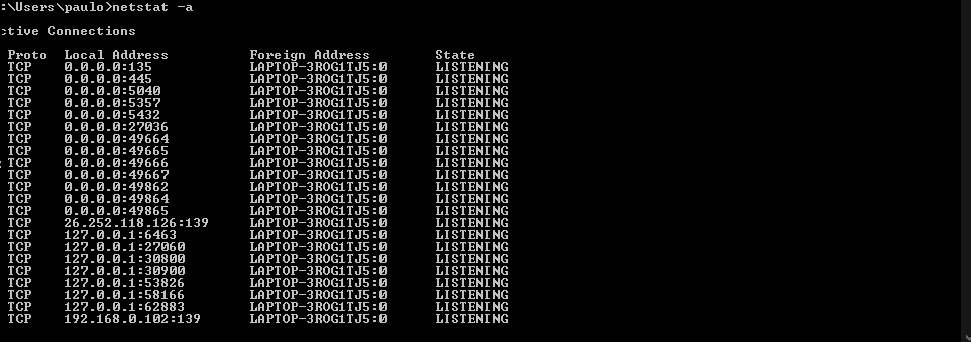 :\Users\paulo>netstat -a
ctive Connections
Proto Local Address Foreign Address State
TCP 0.0.0.0:135 LAPTOP-3ROG1TJ5:0 LISTENING
TCP 0.0.0.0:445 LAPTOP-3ROG1TJ5:0 LISTENING
TCP 0.0.0.0:5040 LAPTOP-3ROG1TJ5:0 LISTENING
TCP 0.0.0.0:5357 LAPTOP-3ROG1TJ5:0 LISTENING
TCP 0.0.0.0:5432 LAPTOP-3ROG1TJ5:0 LISTENING
TCP 0.0.0.0:27036 LAPTOP-3ROG1TJ5:0 LISTENING
TCP 0.0.0.0:49664 LAPTOP-3ROG1TJ5:0 LISTENING
TCP 0.0.0.0:49665 LAPTOP-3ROG1TJ5:0 LISTENING
TCP 0.0.0.0:49666 LAPTOP-3ROG1TJ5:0 LISTENING
TCP 0.0.0.0:49667 LAPTOP-3ROG1TJ5:0 LISTENING
TCP 0.0.0.0:49862 LAPTOP-3ROG1TJ5:0 LISTENING
TCP 0.0.0.0:49864 LAPTOP-3ROG1TJ5:0 LISTENING
TCP 0.0.0.0:49865 LAPTOP-3ROG1TJ5:0 LISTENING
TCP 26.252.118.126:139 LAPTOP-3ROG1TJ5:0 LISTENING
TCP 127.0.0.1:6463 LAPTOP-3ROG1TJ5:0 LISTENING
TCP 127.0.0.1:27060 LAPTOP-3ROG1TJ5:0 LISTENING
TCP 127.0.0.1:30800 LAPTOP-3ROG1TJ5:0 LISTENING
TCP 127.0.0.1:30900 LAPTOP-3ROG1TJ5:0 LISTENING
TCP 127.0.0.1:53826 LAPTOP-3ROG1TJ5:0 LISTENING
TCP 127.0.0.1:58166 LAPTOP-3ROG1TJ5:0 LISTENING
TCP 127.0.0.1:62883 LAPTOP-3ROG1TJ5:0 LISTENING
TCP 192.168.0.102:139 LAPTOP-3ROG1TJ5:0 LISTENING